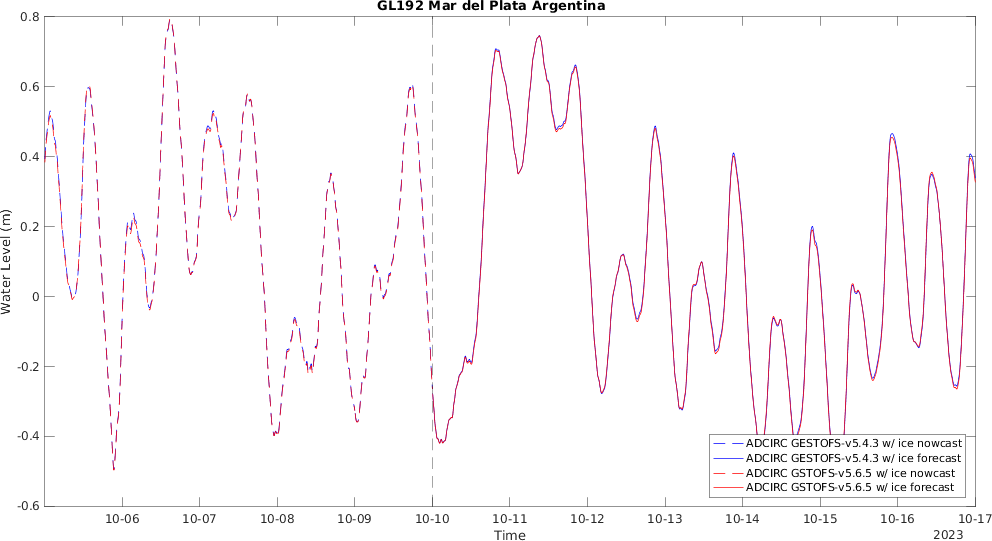 GL192 Mar del Plata Argentina
0.8
0.6
0.4
0.2
0
-0.2
-0.4
-0.6
Water Level (m)
ADCIRC GESTOFS-v5.4.3 w/ ice nowcast
ADCIRC GESTOFS-v5.4.3 w/ ice forecast
ADCIRC GSTOFS-v5.6.5 w/ ice nowcast
ADCIRC GSTOFS-v5.6.5 w/ ice forecast
10-06 10-07 10-08 10-09 10-10 10-11 10-12 10-13 10-14 10-15 10-16 10-17
Time
2023